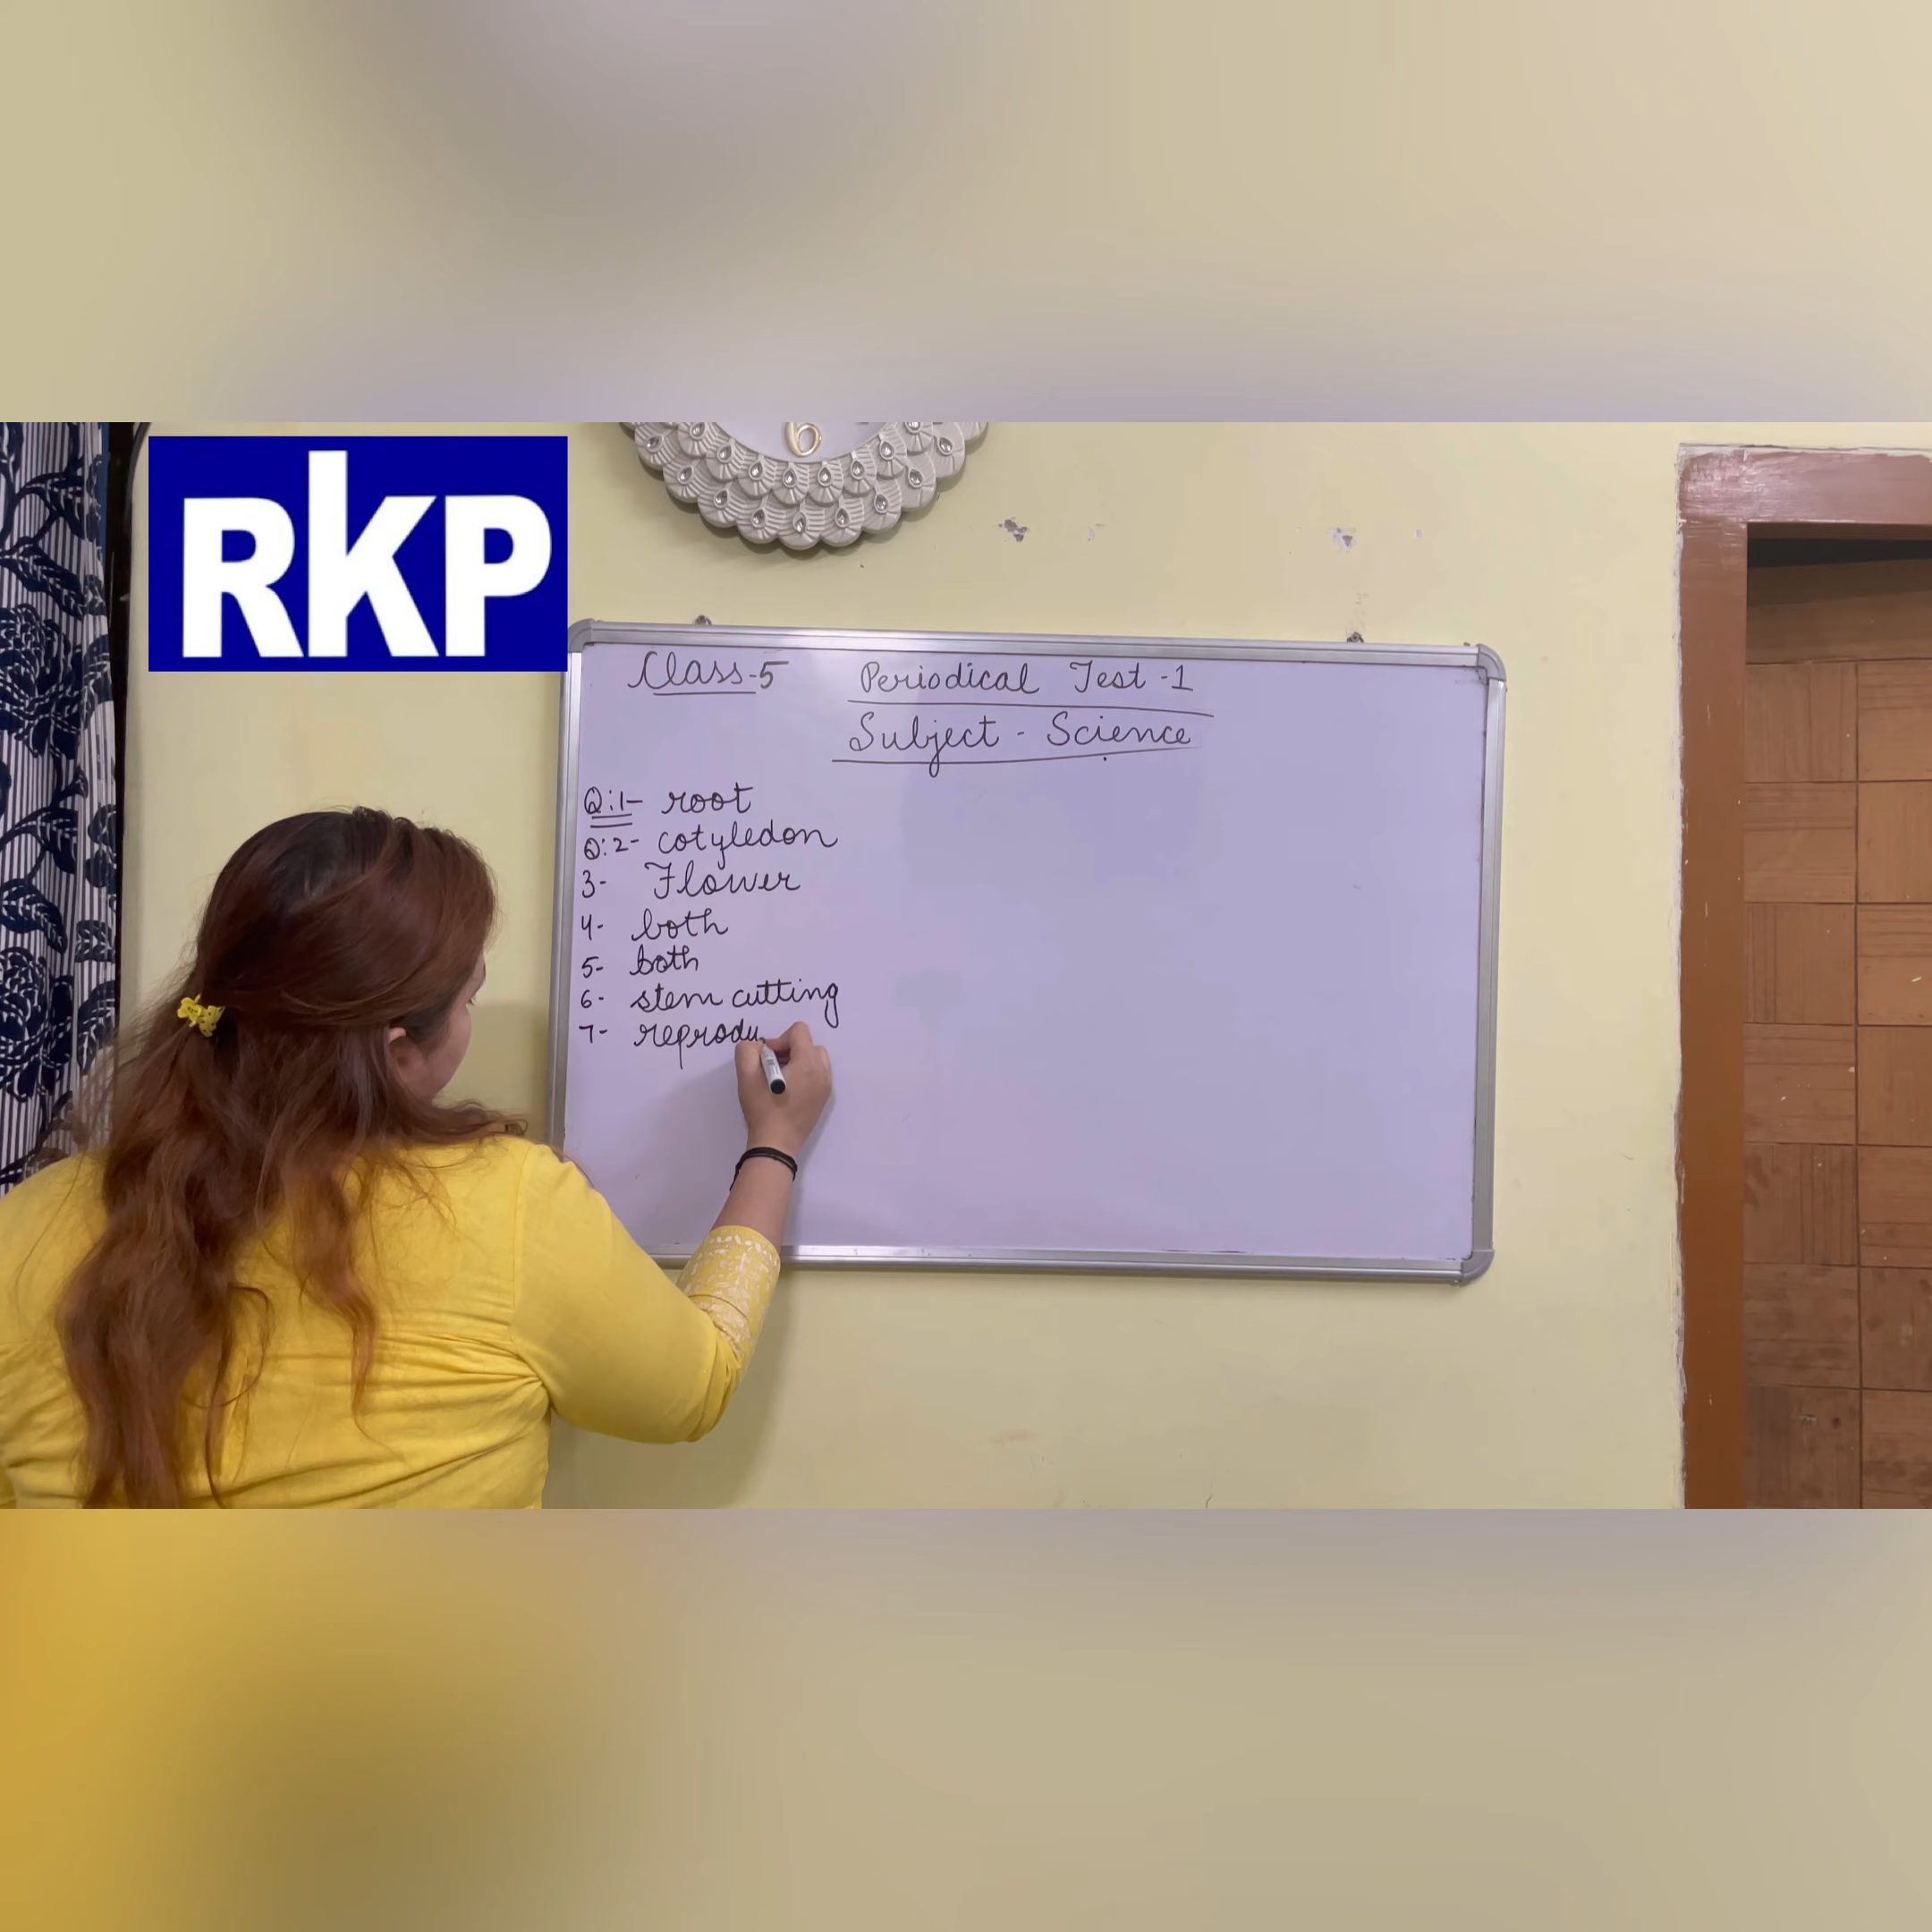 6
RKP
Class-5 Periodical Test -1
Subject - Science
Q:1- root
Q:2- cotyledon
3- Flower
4- both
5- both
6- stem cutting
7- reprodu